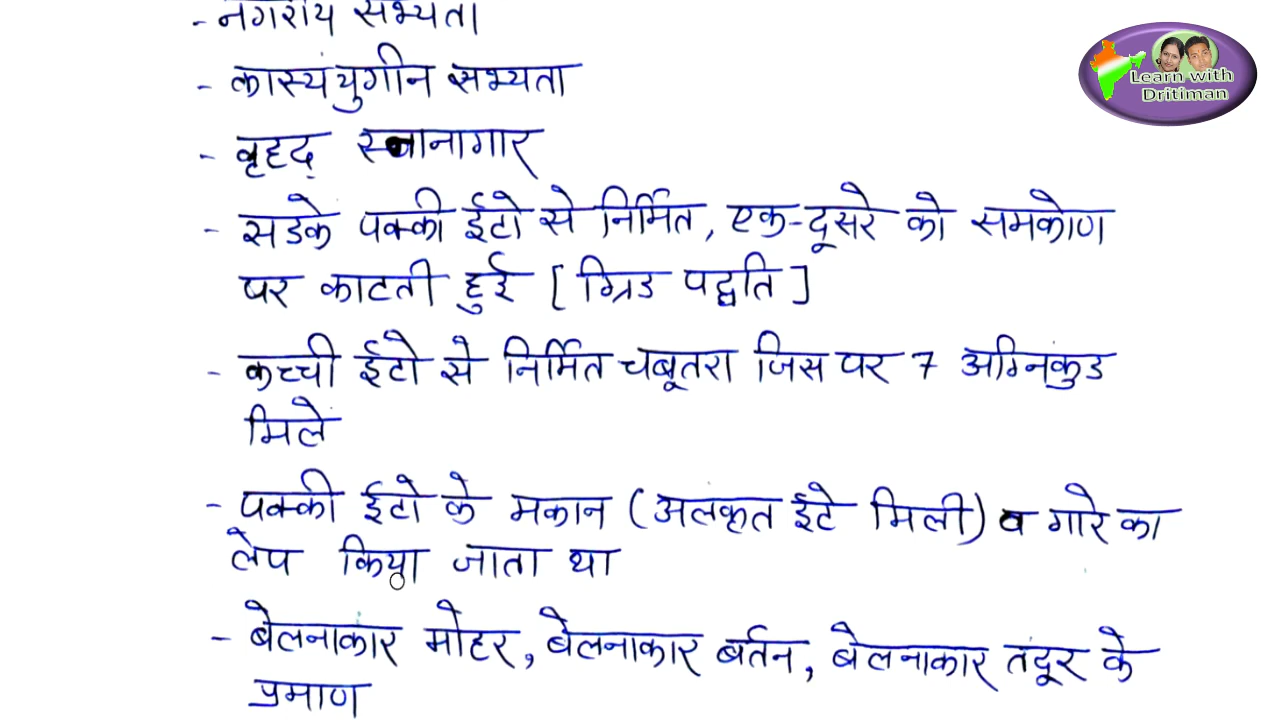 - नगरीय सभ्यता
- कास्यंयुगीन सभ्यता
- वृहद् स्नानागार
- सडके पक्की ईटो से निर्मित, एक-दूसरे को समकोण
पर काटती हुई [ ग्रिड पद्धति ]
- कच्ची ईटो से निर्मित चबूतरा जिस पर 7 अग्निकुंड
मिले
- पक्की ईटो के मकान (अलंकृत ईटे मिली) व गारे का
लेप किया जाता था
- बेलनाकार मोहर, बेलनाकार बर्तन, बेलनाकार तंदूर के
प्रमाण
Learn with
Dritiman